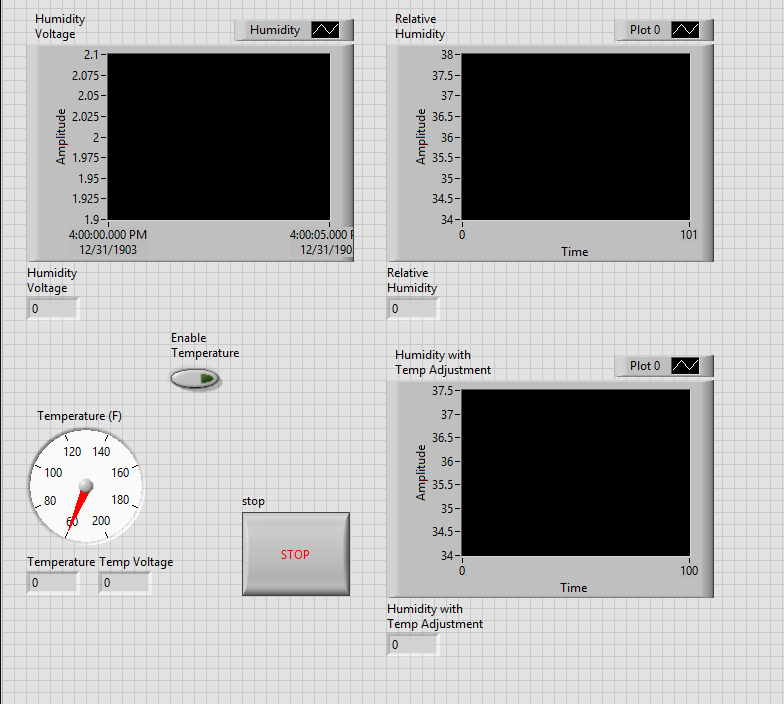 Humidity
Voltage
Humidity
2.1
2.075
2.05
2.025
2
1.975
1.95
1.925
1.9
Amplitude
4:00:00.000 PM
12/31/1903
4:00:05.000 P
12/31/190
Humidity
Voltage
0
Relative
Humidity
Plot 0
38
37.5
37
36.5
36
35.5
35
34.5
34
Amplitude
0
101
Time
Relative
Humidity
0
Enable
Temperature
Temperature (F)
120
140
100
160
80
180
60
200
Temperature
Temp Voltage
0
0
stop
STOP
Humidity with
Temp Adjustment
Plot 0
37.5
37
36.5
36
35.5
35
34.5
34
Amplitude
0
100
Time
Humidity with
Temp Adjustment
0